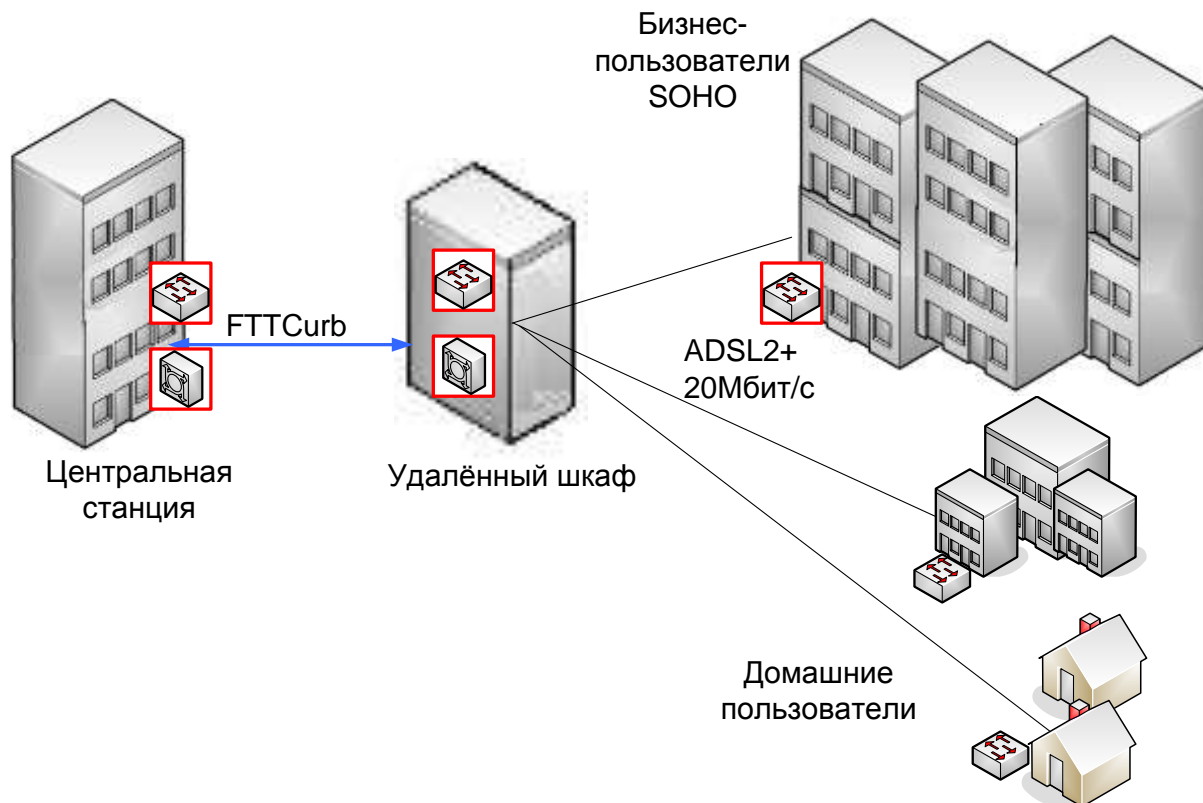 Бизнес-
пользователи
SOHO
FTTCurb
ADSL2+
20Мбит/с
Центральная
станция
Удалённый шкаф
Домашние
пользователи